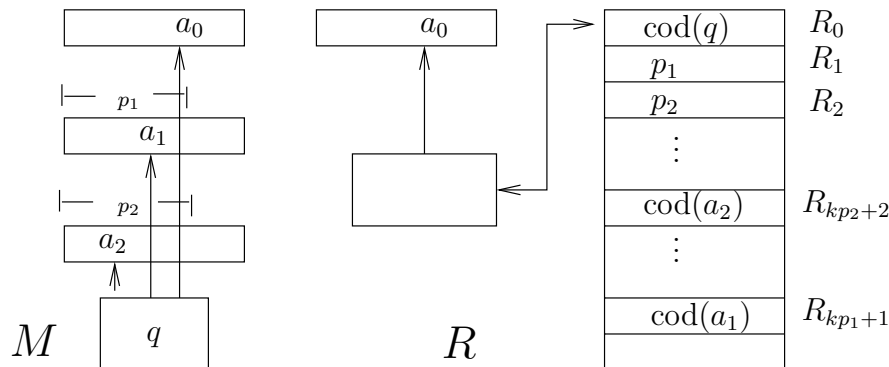 a_0 a_0 cod(q) R_0
p_1 p_1 R_1
a_1 p_2 R_2
⋮
p_2 cod(a_2) R_{kp_2+2}
a_2 ⋮
q cod(a_1) R_{kp_1+1}
M R